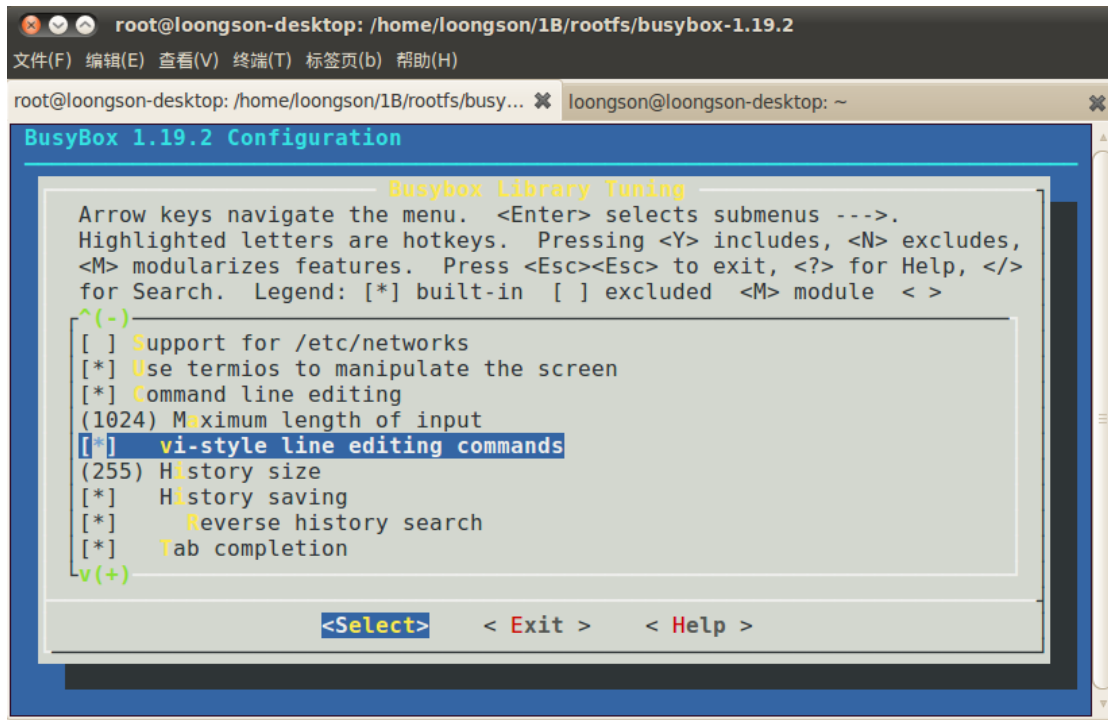 root@loongson-desktop: /home/loongson/1B/rootfs/busybox-1.19.2
文件(F) 编辑(E) 查看(V) 终端(T) 标签页(b) 帮助(H)
root@loongson-desktop: /home/loongson/1B/rootfs/busy... ✖ loongson@loongson-desktop: ~ ✖
BusyBox 1.19.2 Configuration
Busybox Library Tuning
Arrow keys navigate the menu. <Enter> selects submenus --->.
Highlighted letters are hotkeys. Pressing <Y> includes, <N> excludes,
<M> modularizes features. Press <Esc><Esc> to exit, <?> for Help, </>
for Search. Legend: [*] built-in [ ] excluded <M> module < >
^(-)
[ ] Support for /etc/networks
[*] Use termios to manipulate the screen
[*] Command line editing
(1024) Maximum length of input
[*] vi-style line editing commands
(255) History size
[*] History saving
[*] Reverse history search
[*] Tab completion
v(+)
<Select> < Exit > < Help >